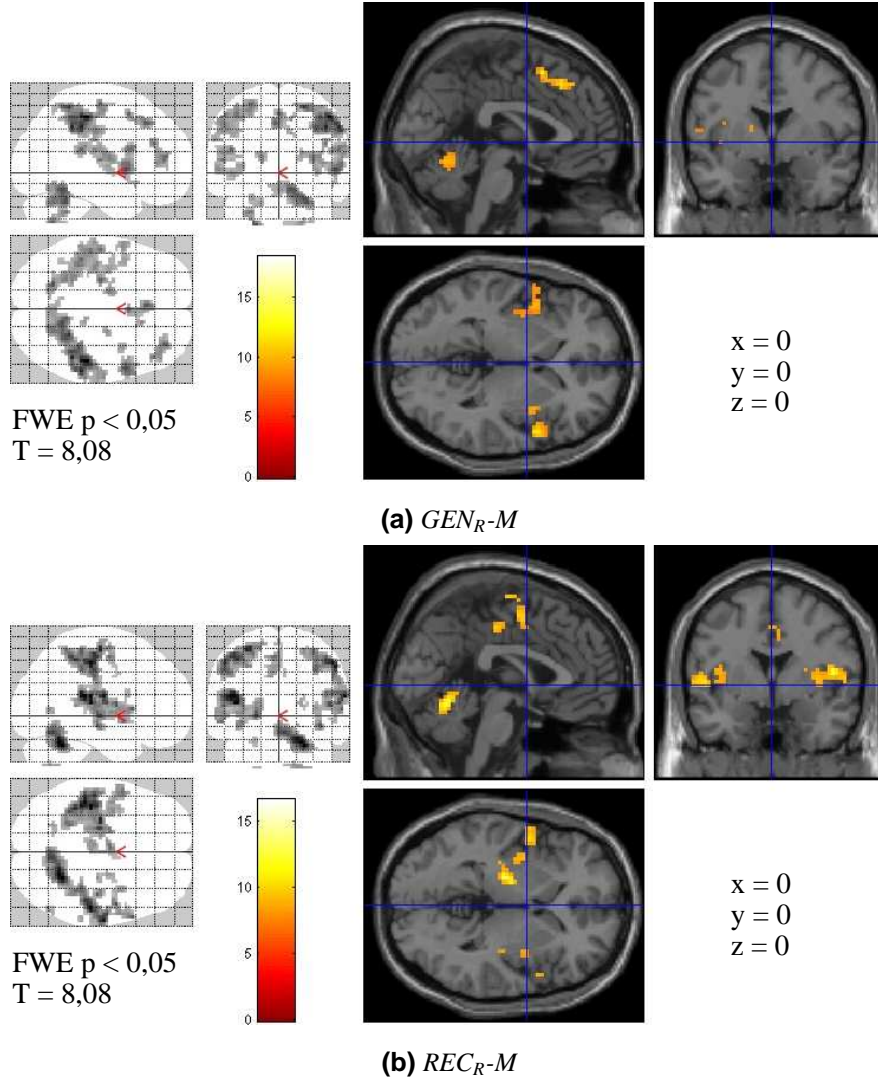 15
10
5
0
x = 0
y = 0
z = 0
FWE p < 0,05
T = 8,08
(a) GEN_R-M
15
10
5
0
x = 0
y = 0
z = 0
FWE p < 0,05
T = 8,08
(b) REC_R-M